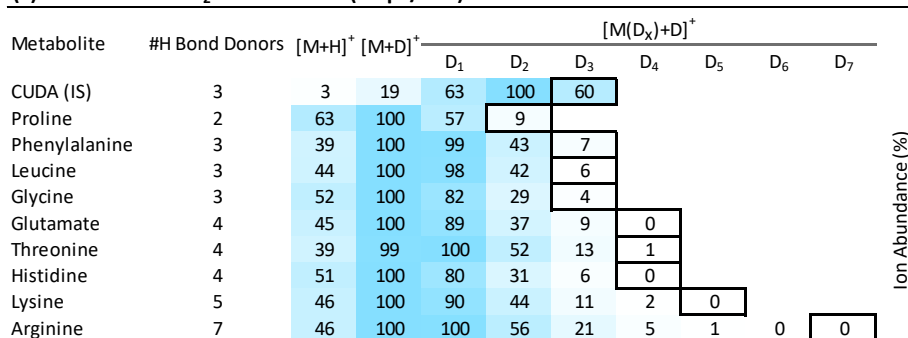 [M(Dx)+D]+
Metabolite #H Bond Donors [M+H]+ [M+D]+
D1 D2 D3 D4 D5 D6 D7
CUDA (IS) 3 3 19 63 100 60
Proline 2 63 100 57 9
Phenylalanine 3 39 100 99 43 7
Leucine 3 44 100 98 42 6
Glycine 3 52 100 82 29 4
Glutamate 4 45 100 89 37 9 0
Threonine 4 39 99 100 52 13 1
Histidine 4 51 100 80 31 6 0
Lysine 5 46 100 90 44 11 2 0
Arginine 7 46 100 100 56 21 5 1 0 0
Ion Abundance (%)